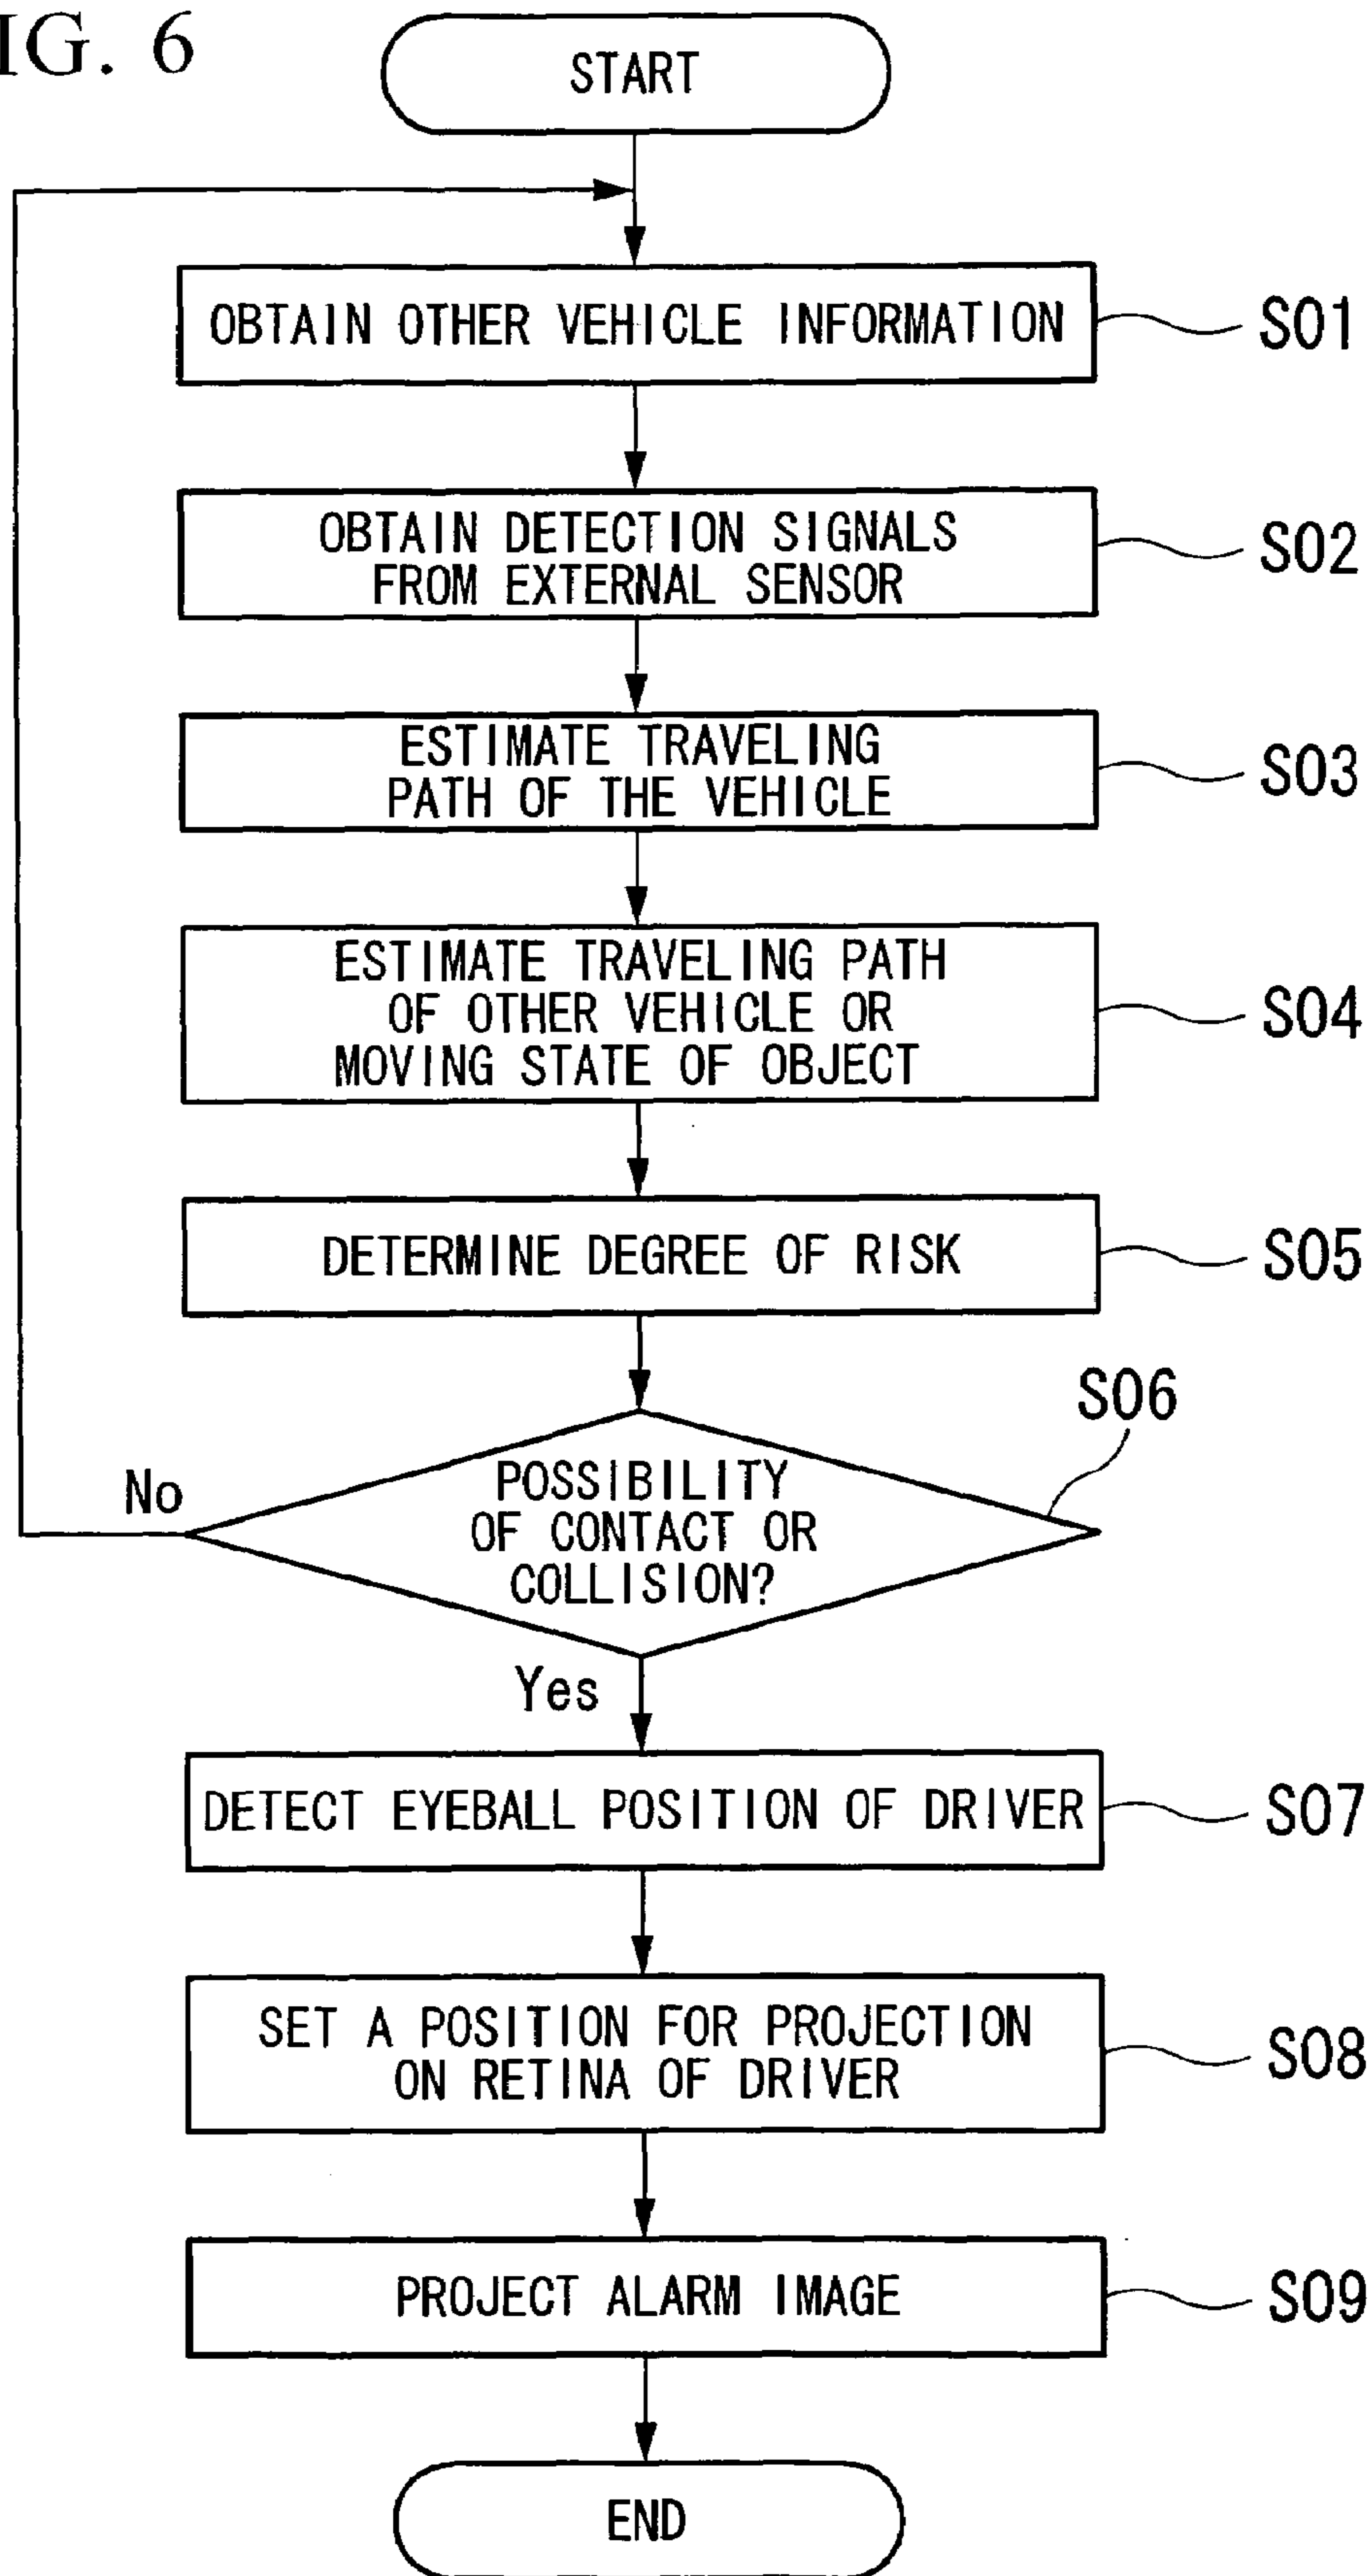 IG. 6
START
OBTAIN OTHER VEHICLE INFORMATION
S01
OBTAIN DETECTION SIGNALS
FROM EXTERNAL SENSOR
S02
ESTIMATE TRAVELING
PATH OF THE VEHICLE
S03
ESTIMATE TRAVELING PATH
OF OTHER VEHICLE OR
MOVING STATE OF OBJECT
S04
DETERMINE DEGREE OF RISK
S05
S06
POSSIBILITY
OF CONTACT OR
COLLISION?
No
Yes
DETECT EYEBALL POSITION OF DRIVER
S07
SET A POSITION FOR PROJECTION
ON RETINA OF DRIVER
S08
PROJECT ALARM IMAGE
S09
END